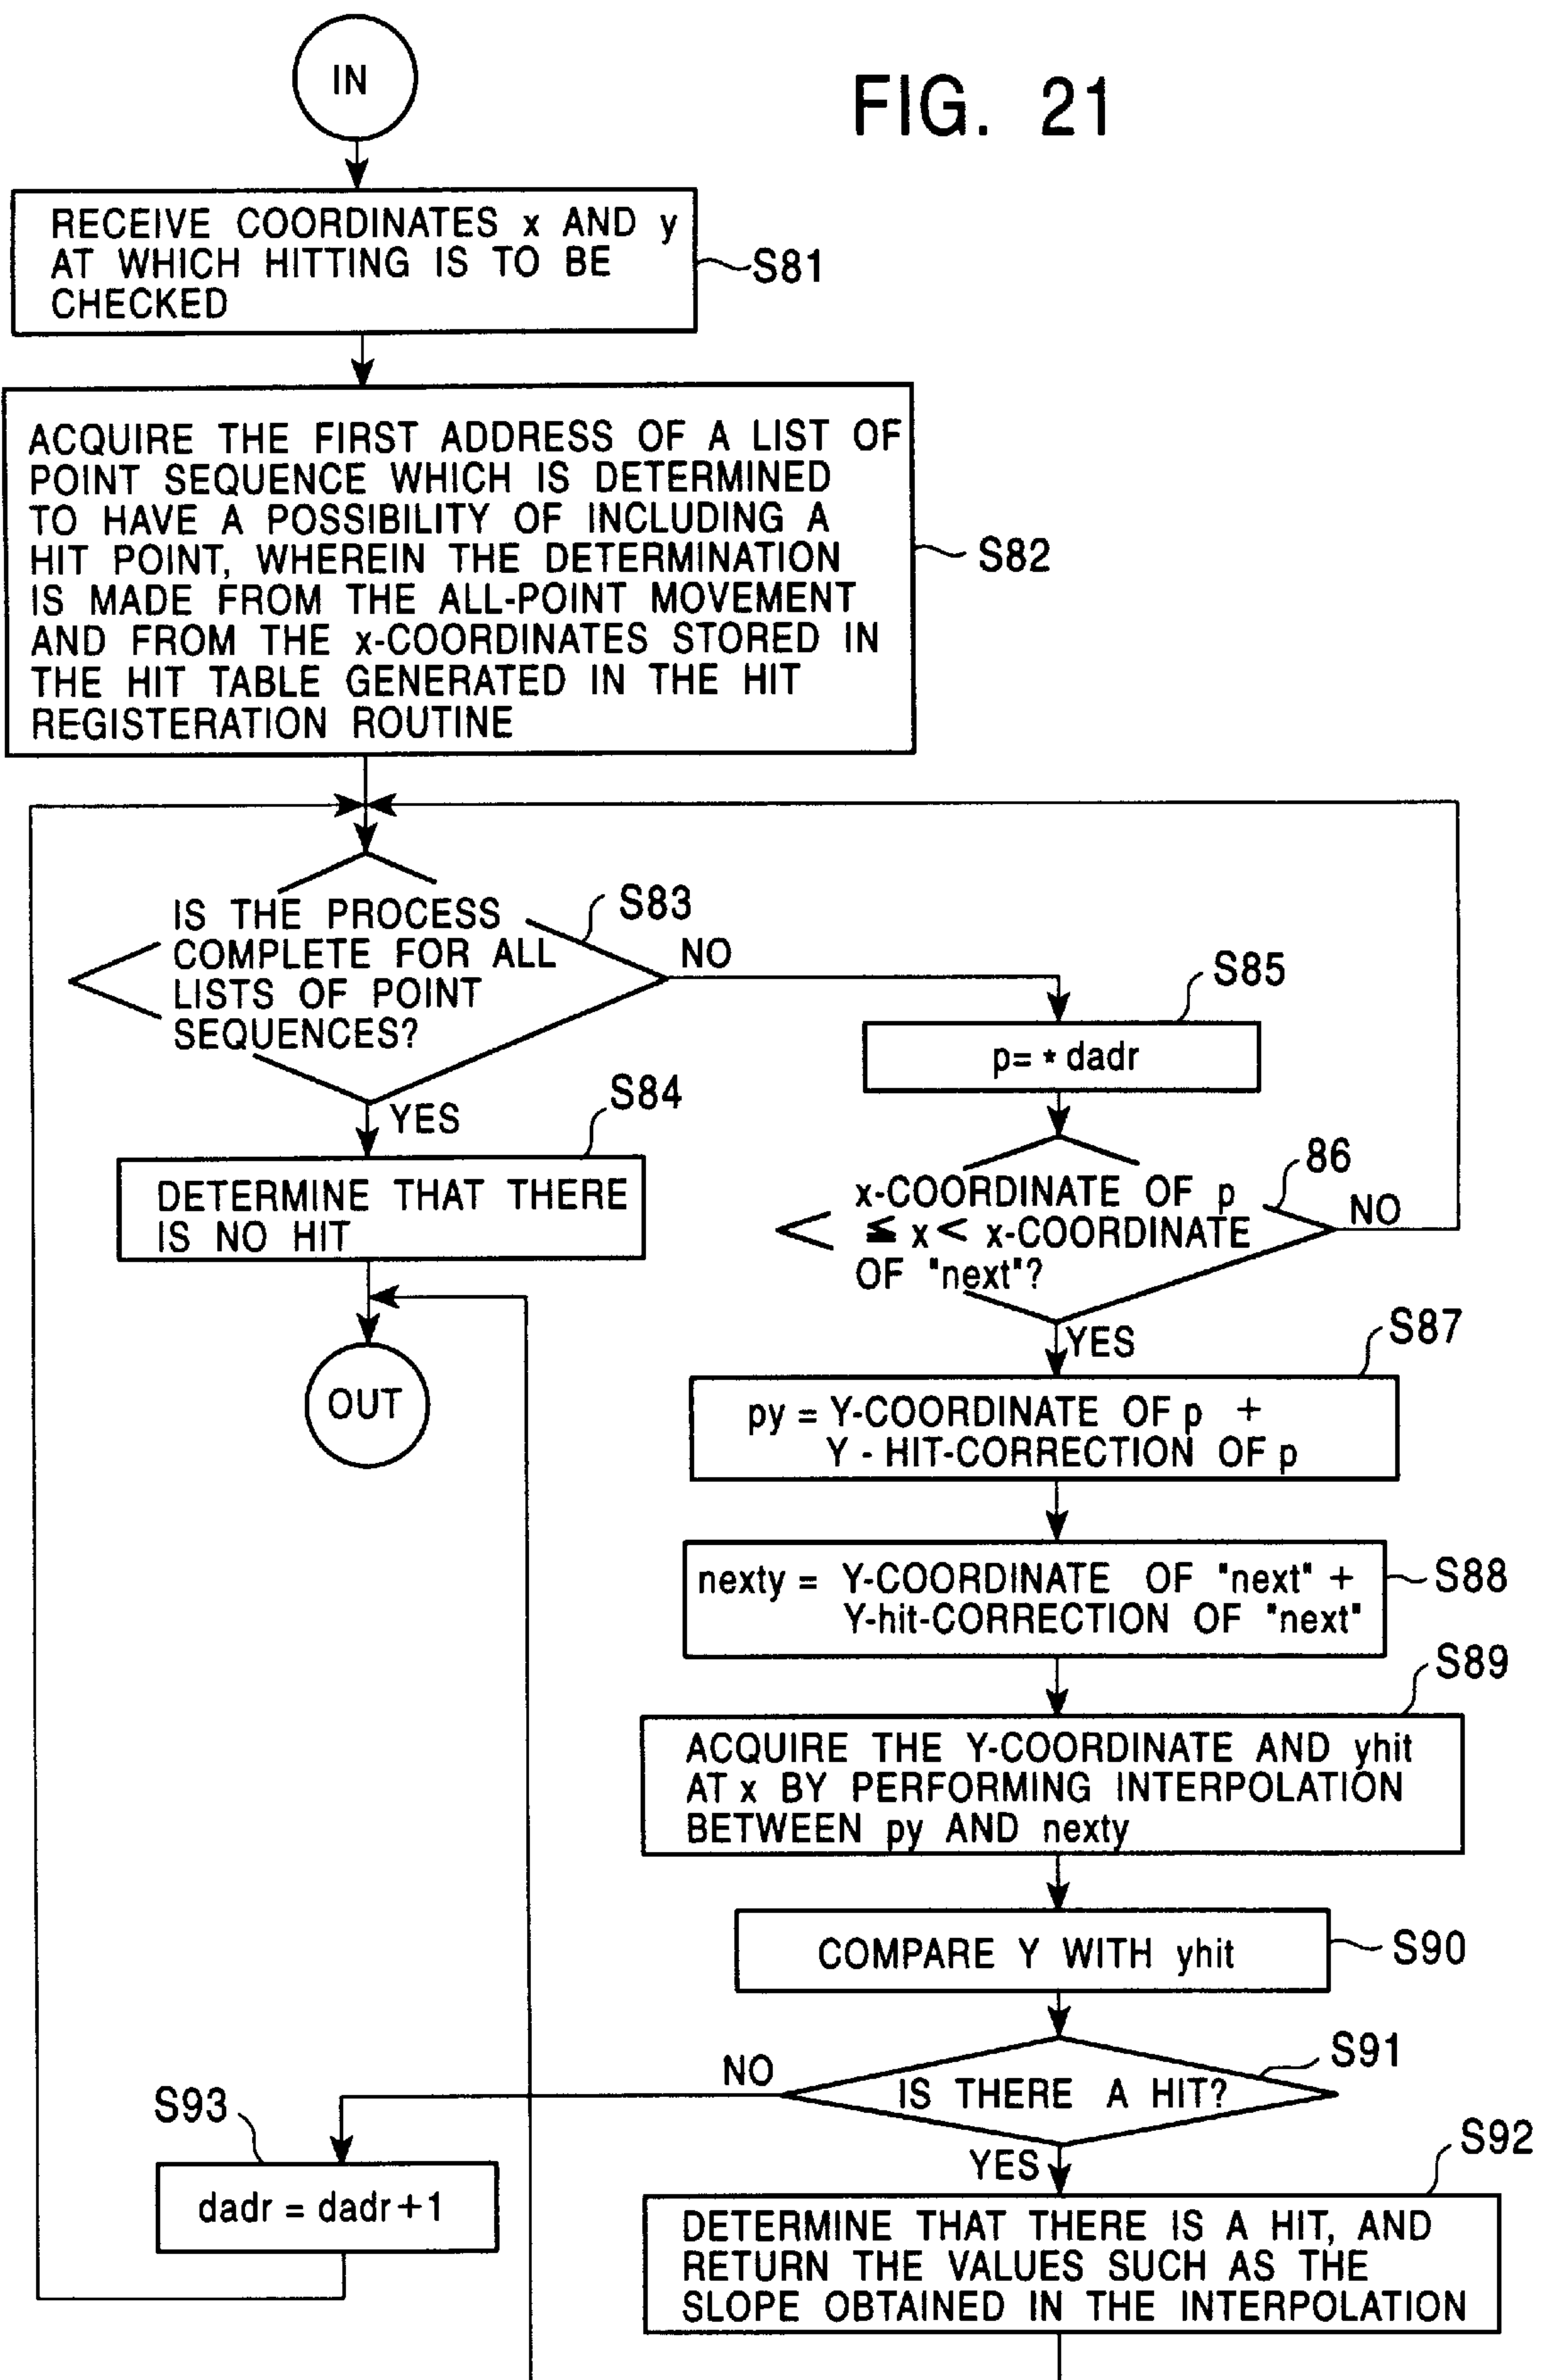 IN
FIG. 21
RECEIVE COORDINATES x AND y
AT WHICH HITTING IS TO BE
CHECKED
S81
ACQUIRE THE FIRST ADDRESS OF A LIST OF
POINT SEQUENCE WHICH IS DETERMINED
TO HAVE A POSSIBILITY OF INCLUDING A
HIT POINT, WHEREIN THE DETERMINATION
IS MADE FROM THE ALL-POINT MOVEMENT
AND FROM THE x-COORDINATES STORED IN
THE HIT TABLE GENERATED IN THE HIT
REGISTERATION ROUTINE
S82
IS THE PROCESS
COMPLETE FOR ALL
LISTS OF POINT
SEQUENCES?
S83
NO
YES
S84
DETERMINE THAT THERE
IS NO HIT
OUT
S85
p= * dadr
x-COORDINATE OF p
≦ x < x-COORDINATE
OF "next"?
86
NO
YES
S87
py = Y-COORDINATE OF p +
Y - HIT-CORRECTION OF p
nexty = Y-COORDINATE OF "next" +
Y-hit-CORRECTION OF "next"
S88
S89
ACQUIRE THE Y-COORDINATE AND yhit
AT x BY PERFORMING INTERPOLATION
BETWEEN py AND nexty
COMPARE Y WITH yhit
S90
IS THERE A HIT?
S91
NO
YES
S93
dadr = dadr+1
S92
DETERMINE THAT THERE IS A HIT, AND
RETURN THE VALUES SUCH AS THE
SLOPE OBTAINED IN THE INTERPOLATION